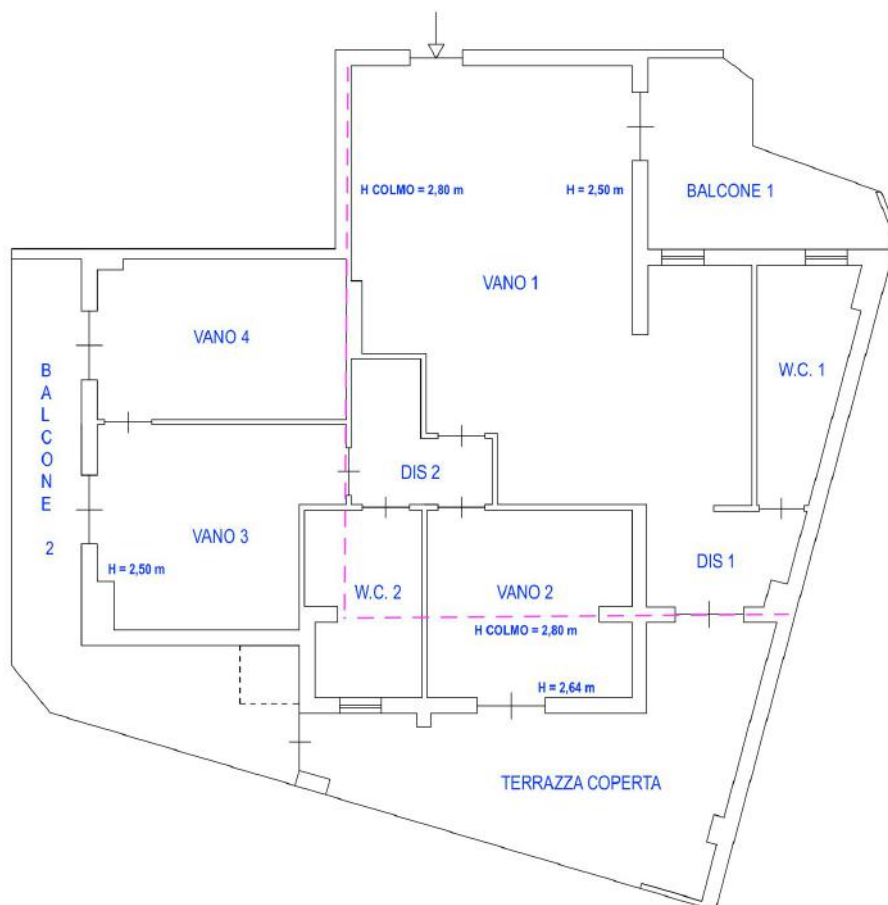 H COLMO = 2,80 m
H = 2,50 m
BALCONE 1
VANO 1
VANO 4
W.C. 1
BALCONE 2
DIS 2
VANO 3
H = 2,50 m
W.C. 2
VANO 2
DIS 1
H COLMO = 2,80 m
H = 2,64 m
TERRAZZA COPERTA